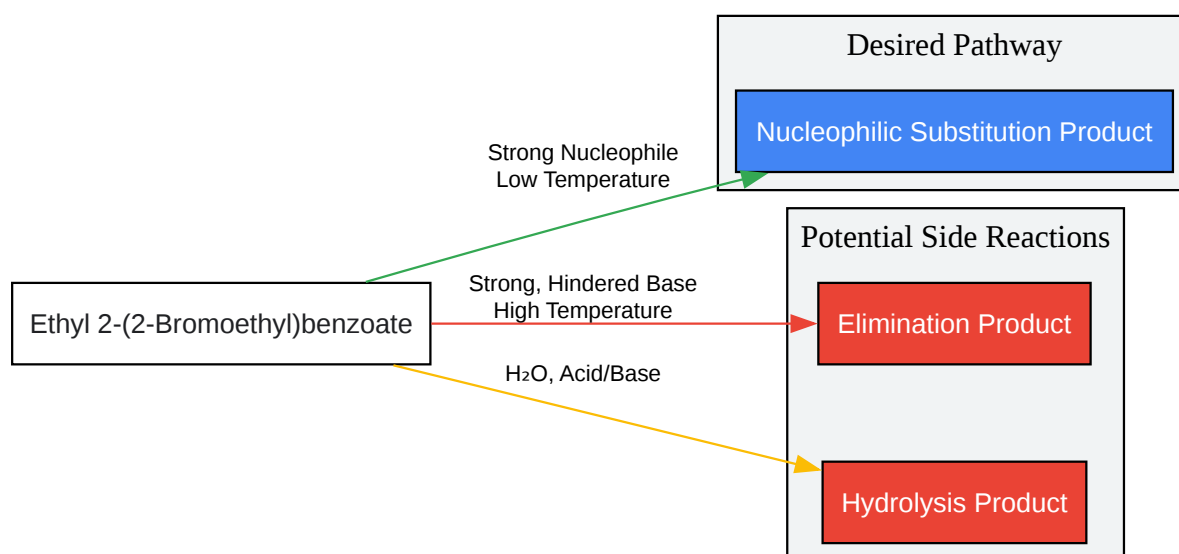 Desired Pathway
Nucleophilic Substitution Product
Strong Nucleophile
Low Temperature
Potential Side Reactions
Strong, Hindered Base
High Temperature
Ethyl 2-(2-Bromoethyl)benzoate
Elimination Product
H₂O, Acid/Base
Hydrolysis Product